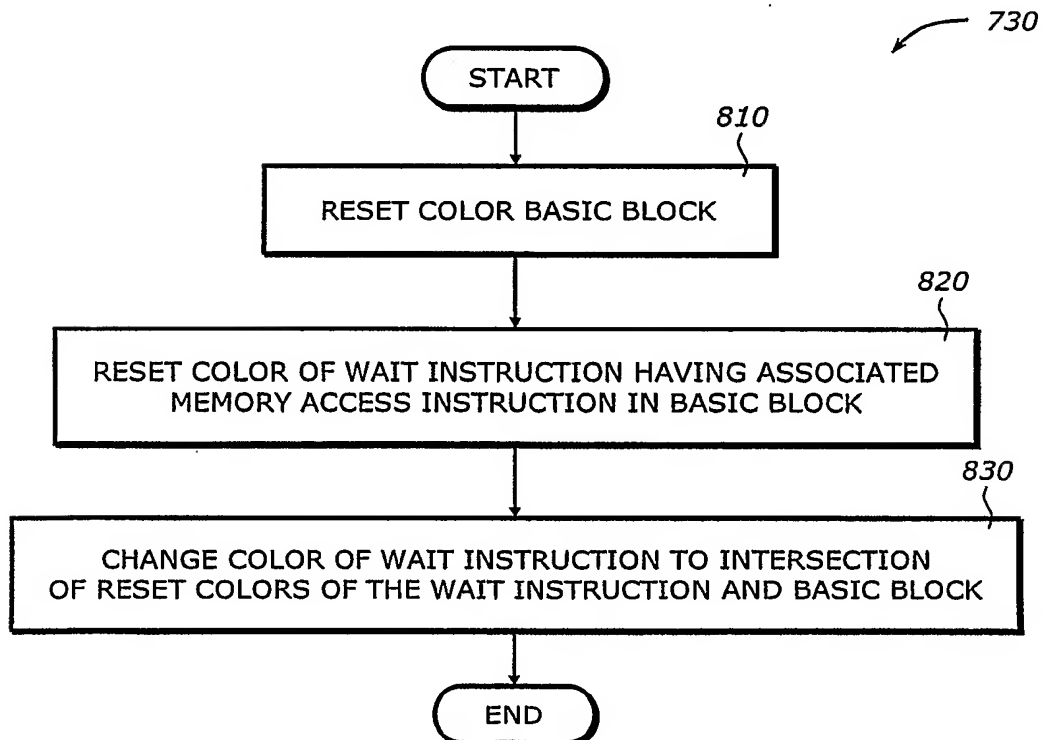 730
START
810
RESET COLOR BASIC BLOCK
820
RESET COLOR OF WAIT INSTRUCTION HAVING ASSOCIATED
MEMORY ACCESS INSTRUCTION IN BASIC BLOCK
830
CHANGE COLOR OF WAIT INSTRUCTION TO INTERSECTION
OF RESET COLORS OF THE WAIT INSTRUCTION AND BASIC BLOCK
END